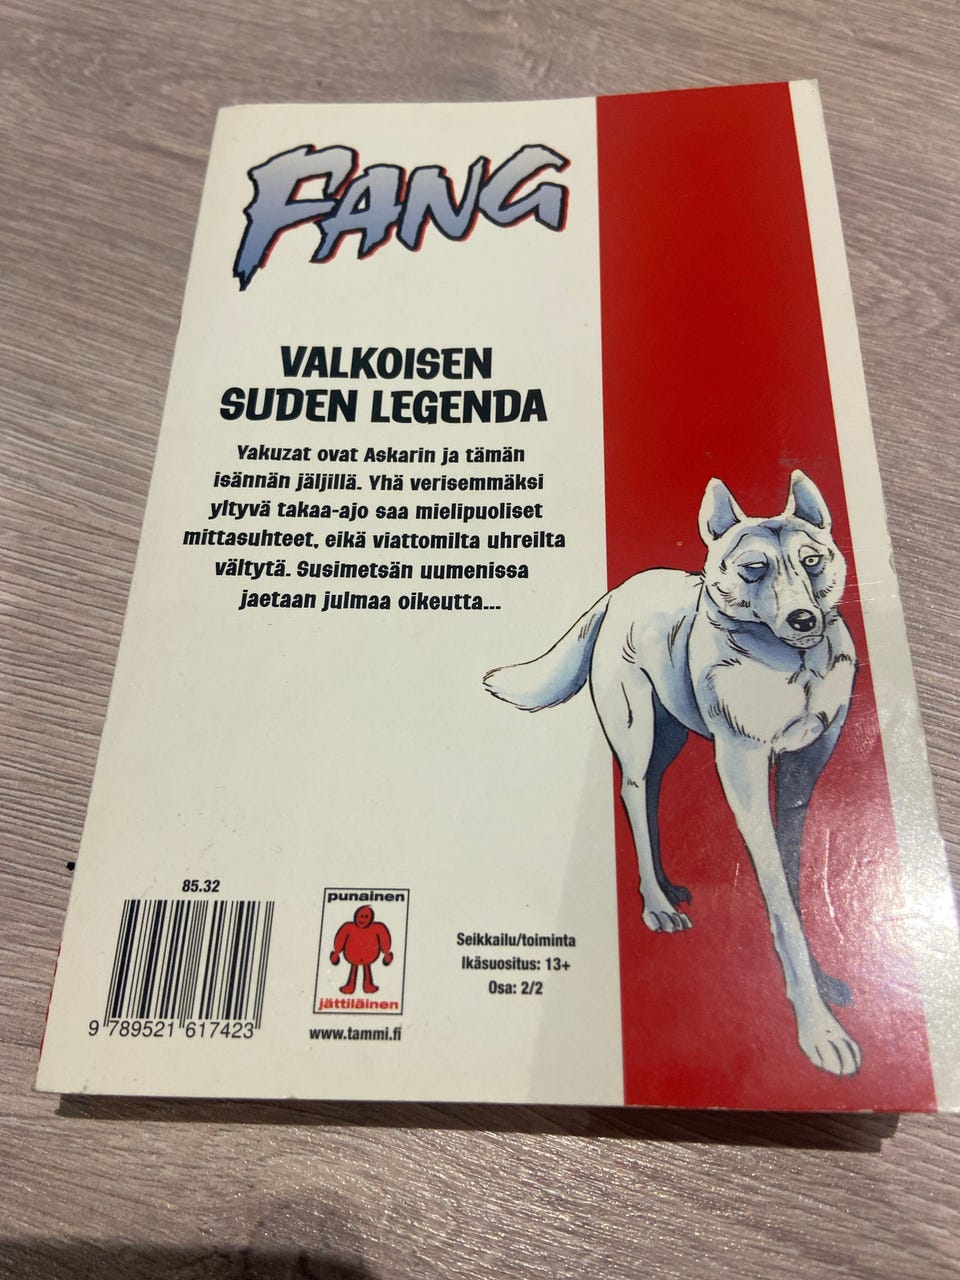 FANG
VALKOISEN
SUDEN LEGENDA
Yakuzat ovat Askarin ja tämän
isännän jäljillä. Yhä verisemmäksi
yltyvä takaa-ajo saa mielipuoliset
mittasuhteet, eikä viattomilta uhreilta
vältytä. Susimetsän uumenissa
jaetaan julmaa oikeutta...
85.32
9 789521 617423
punainen
jättiläinen
www.tammi.fi
Seikkailu/toiminta
Ikäsuositus: 13+
Osa: 2/2